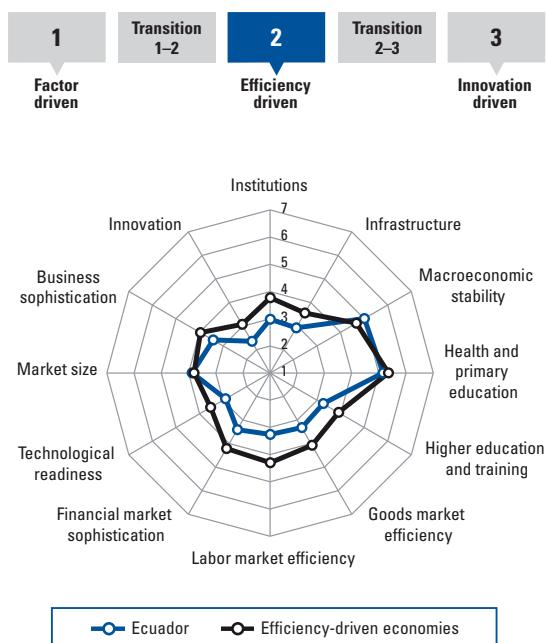 1
Transition
1–2
2
Transition
2–3
3
Factor
driven
Efficiency
driven
Innovation
driven
Institutions
7
6
5
4
3
2
1
Infrastructure
Macroeconomic
stability
Health and
primary
education
Higher education
and training
Goods market
efficiency
Labor market efficiency
Financial market
sophistication
Technological
readiness
Market size
Business
sophistication
Innovation
Ecuador
Efficiency-driven economies